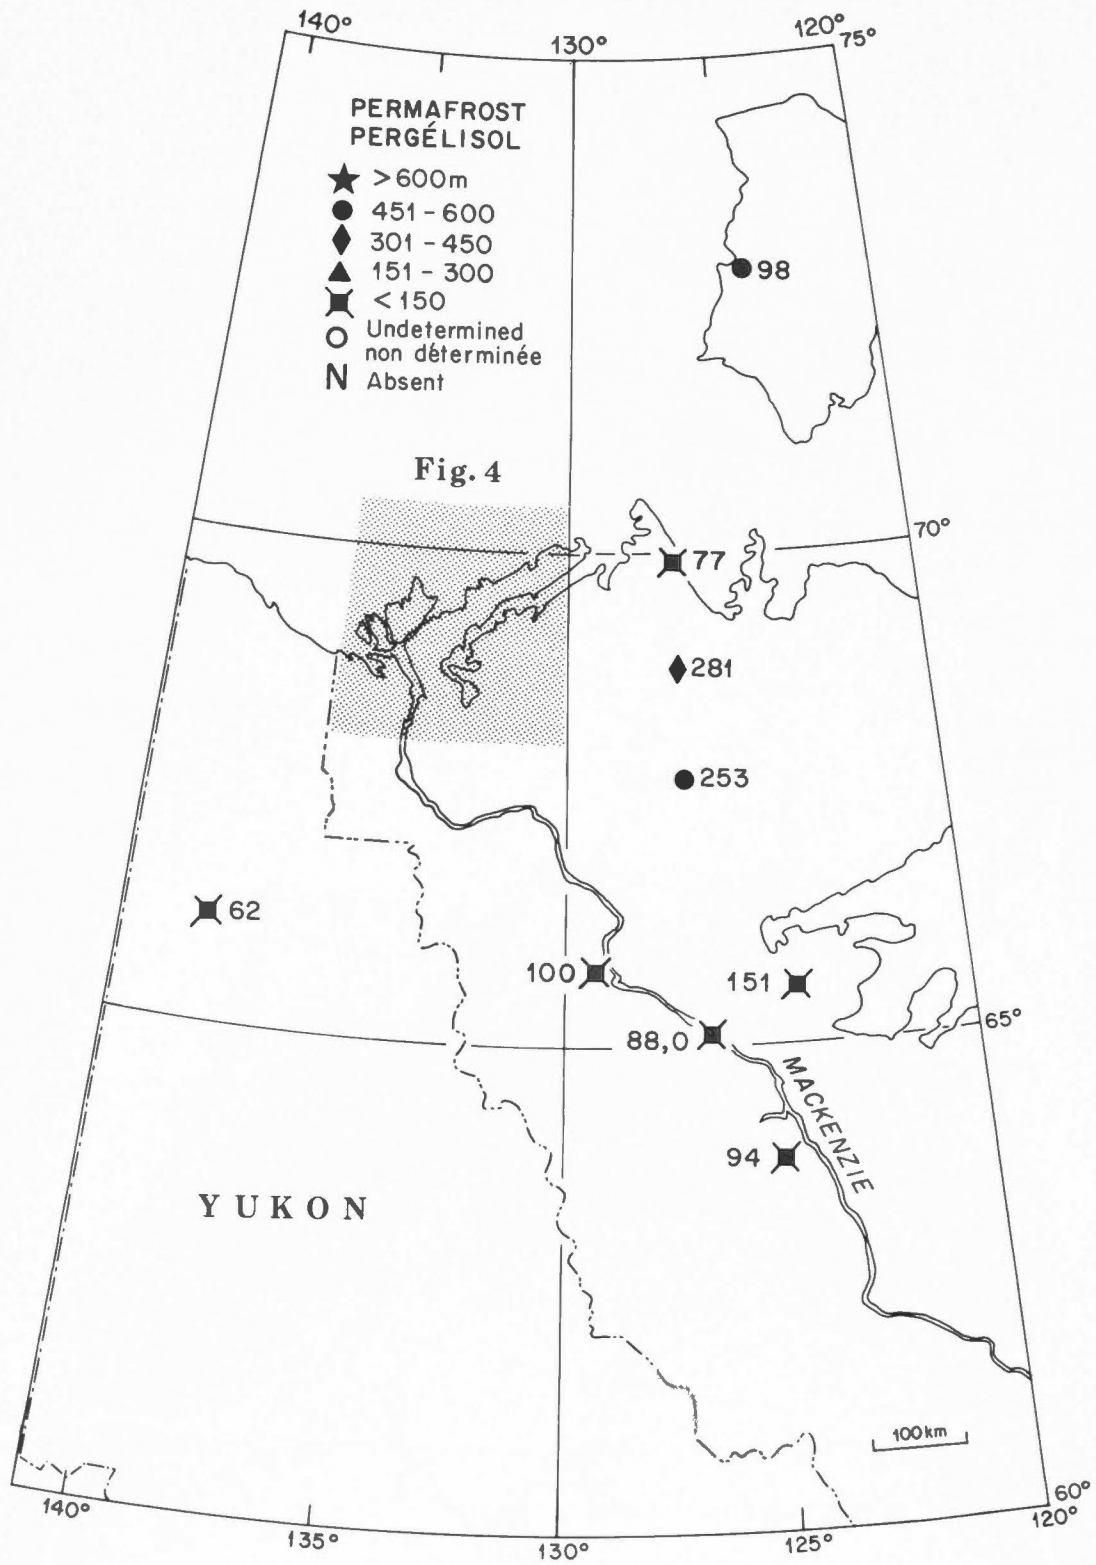 140°
130°
120°
75°
PERMAFROST
PERGÉLISOL
>600m
451-600
301-450
151-300
<150
Undetermined
non déterminée
N Absent
98
Fig. 4
70°
77
281
253
62
100
151
65°
88,0
MACKENZIE
94
YUKON
100km
60°
140°
135°
130°
125°
120°